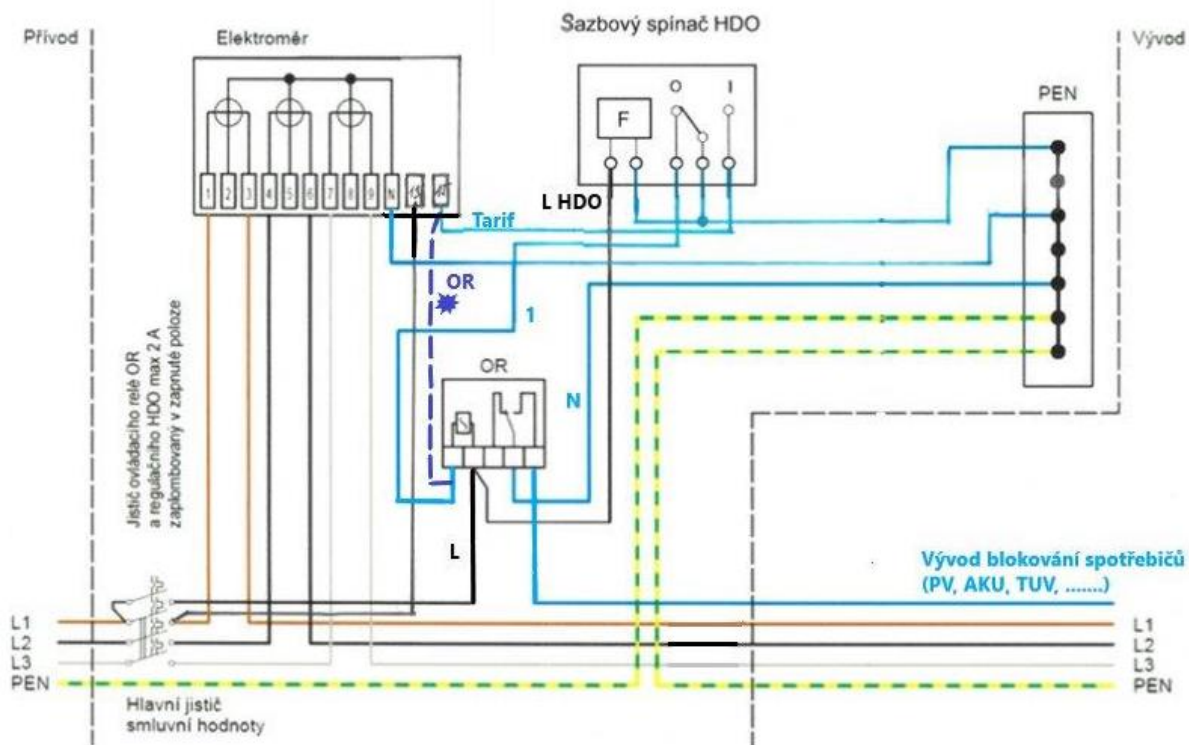 Sazbový spínač HDO
Přívod
Elektroměr
Vývod
PEN
O
I
F
1
2
3
4
5
6
7
8
9
N
L HDO
Tarif
OR
1
OR
N
Jistič ovládacího relé OR
a regulačního HDO max 2 A
zaplombovaný v zapnuté poloze
L
Vývod blokování spotřebičů
(PV, AKU, TUV, .......)
L1
L2
L3
PEN
L1
L2
L3
PEN
Hlavní jistič
smluvní hodnoty